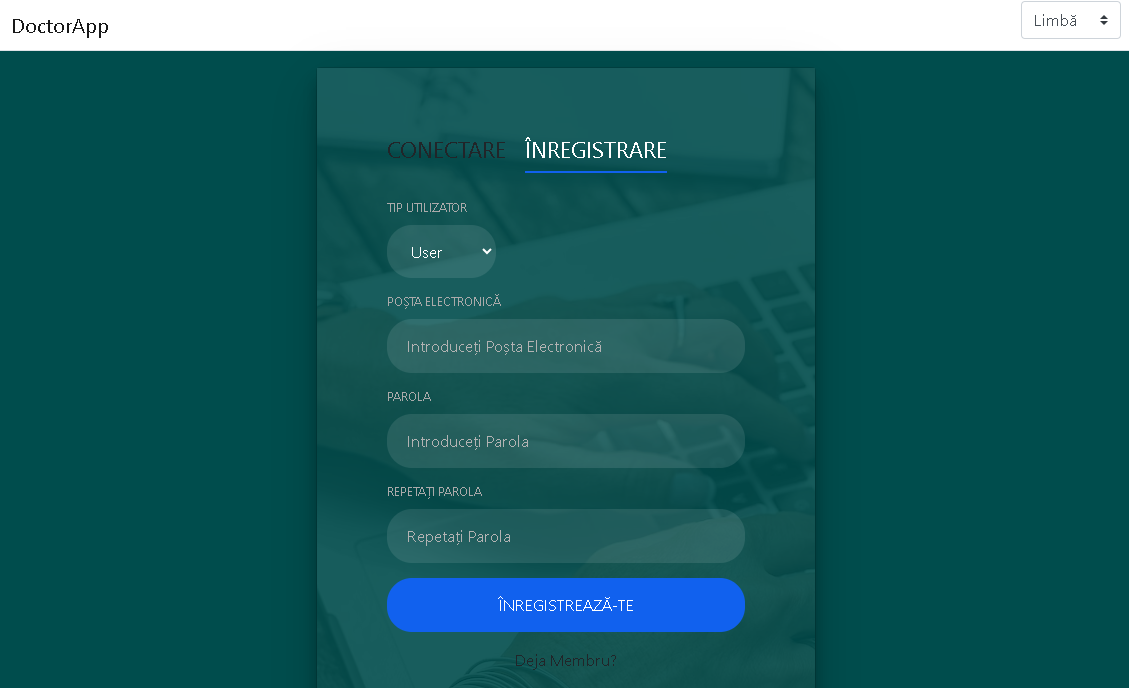 DoctorApp
Limbă
CONECTARE ÎNREGISTRARE
TIP UTILIZATOR
User
POȘTA ELECTRONICĂ
Introduceți Poșta Electronică
PAROLA
Introduceți Parola
REPETAȚI PAROLA
Repetați Parola
ÎNREGISTREAZĂ-TE
Deja Membru?